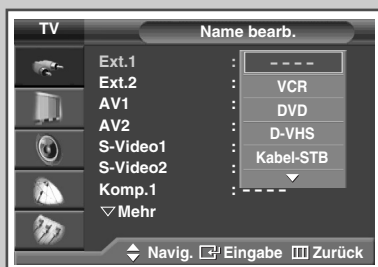 TV Name bearb.
Ext.1 : - - - -
Ext.2 : VCR
AV1 : DVD
AV2 : D-VHS
S-Video1 : Kabel-STB
S-Video2 :
Komp.1 : - - - -
▽Mehr
Navig. Eingabe Zurück